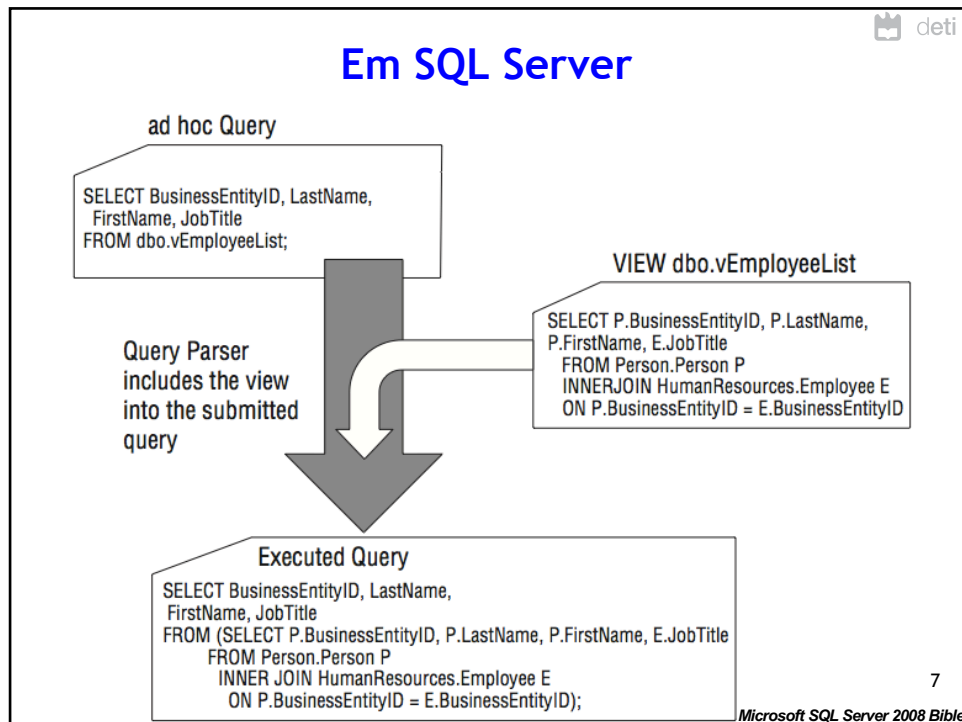 deti
Em SQL Server
ad hoc Query
SELECT BusinessEntityID, LastName,
FirstName, JobTitle
FROM dbo.vEmployeeList;
VIEW dbo.vEmployeeList
SELECT P.BusinessEntityID, P.LastName,
P.FirstName, E.JobTitle
FROM Person.Person P
INNERJOIN HumanResources.Employee E
ON P.BusinessEntityID = E.BusinessEntityID
Query Parser
includes the view
into the submitted
query
Executed Query
SELECT BusinessEntityID, LastName,
FirstName, JobTitle
FROM (SELECT P.BusinessEntityID, P.LastName, P.FirstName, E.JobTitle
FROM Person.Person P
INNER JOIN HumanResources.Employee E
ON P.BusinessEntityID = E.BusinessEntityID);
7
Microsoft SQL Server 2008 Bible